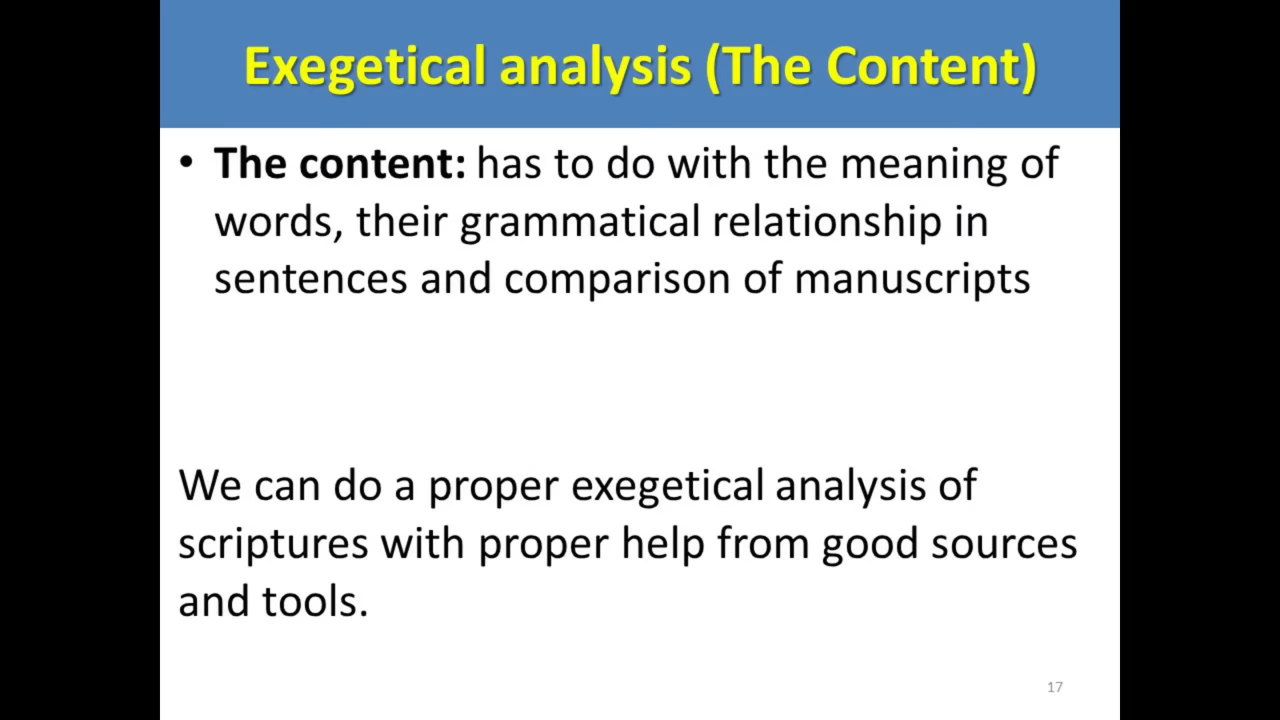 Exegetical analysis (The Content)
• The content: has to do with the meaning of
words, their grammatical relationship in
sentences and comparison of manuscripts
We can do a proper exegetical analysis of
scriptures with proper help from good sources
and tools.
17